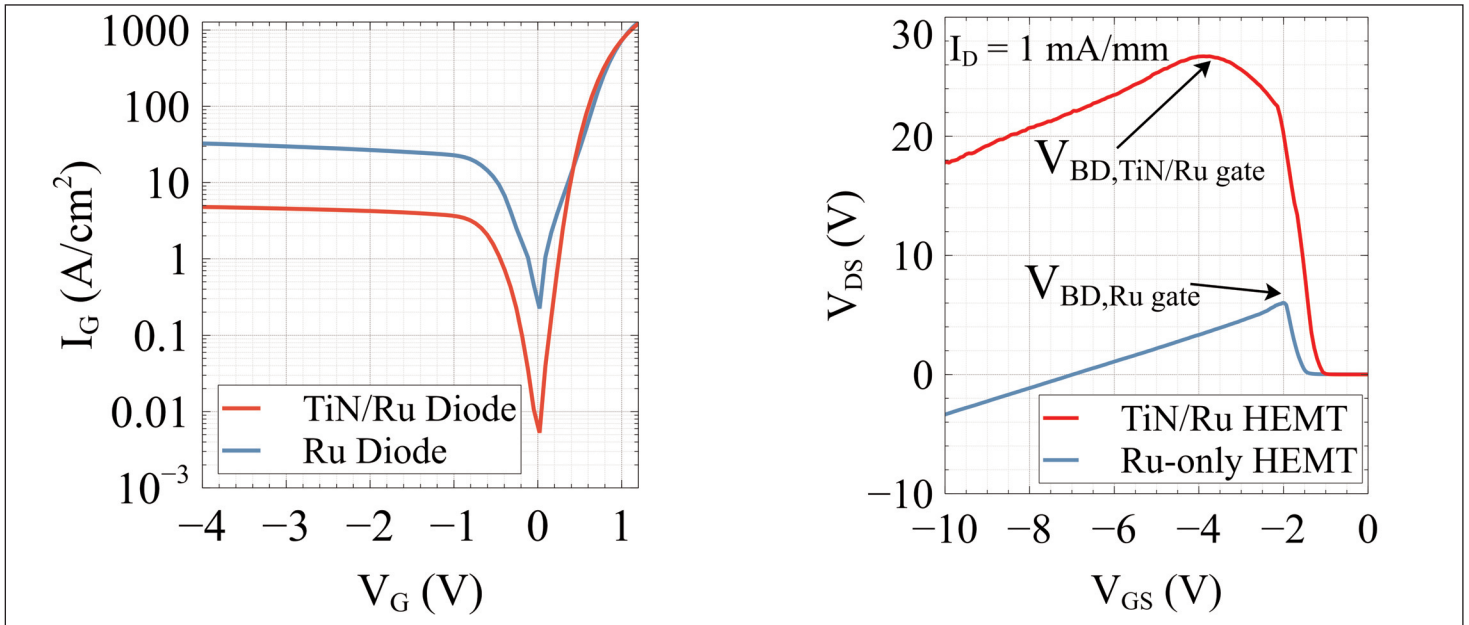 1000
100
10
1
0.1
0.01
10⁻³
I_G (A/cm²)
TiN/Ru Diode
Ru Diode
−4
−3
−2
−1
0
1
V_G (V)
30
20
10
0
−10
V_DS (V)
I_D = 1 mA/mm
V_BD,TiN/Ru gate
V_BD,Ru gate
TiN/Ru HEMT
Ru-only HEMT
−10
−8
−6
−4
−2
0
V_GS (V)